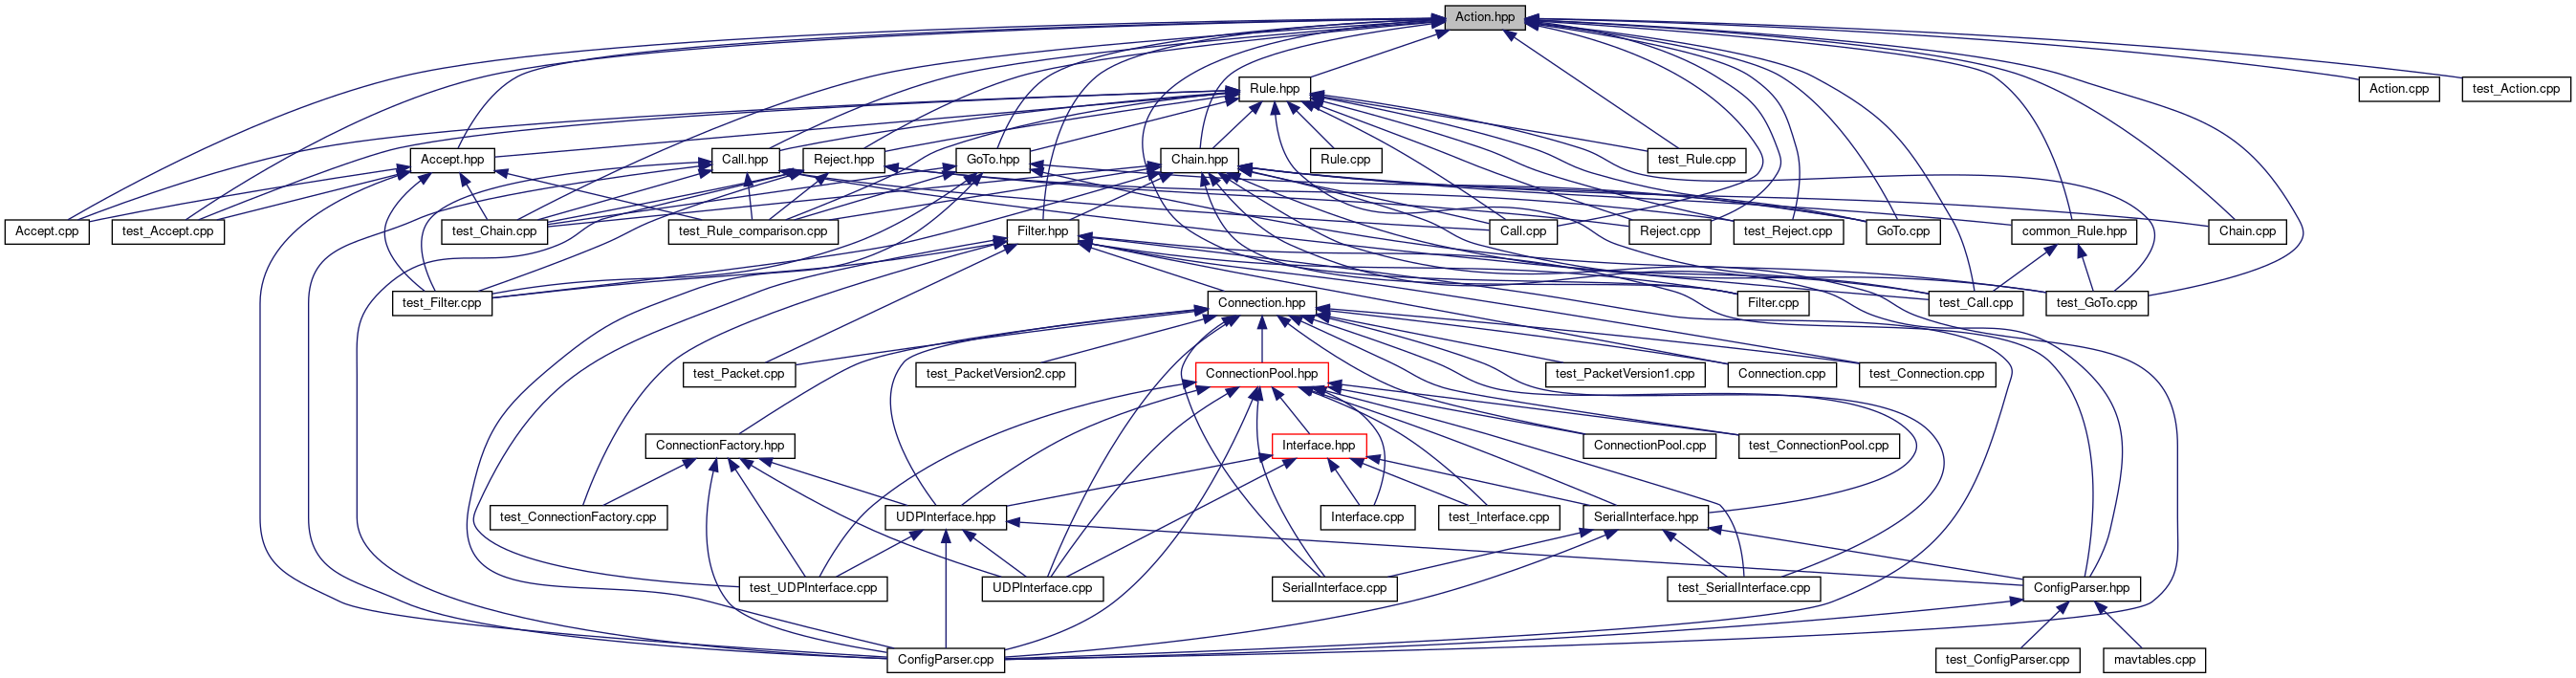 Action.hpp
Rule.hpp
Action.cpp
test_Action.cpp
Accept.hpp
Call.hpp
Reject.hpp
GoTo.hpp
Chain.hpp
Rule.cpp
test_Rule.cpp
Accept.cpp
test_Accept.cpp
test_Chain.cpp
test_Rule_comparison.cpp
Filter.hpp
Call.cpp
Reject.cpp
test_Reject.cpp
GoTo.cpp
common_Rule.hpp
Chain.cpp
test_Filter.cpp
Connection.hpp
Filter.cpp
test_Call.cpp
test_GoTo.cpp
test_Packet.cpp
test_PacketVersion2.cpp
ConnectionPool.hpp
test_PacketVersion1.cpp
Connection.cpp
test_Connection.cpp
ConnectionFactory.hpp
Interface.hpp
ConnectionPool.cpp
test_ConnectionPool.cpp
test_ConnectionFactory.cpp
UDPInterface.hpp
Interface.cpp
test_Interface.cpp
SerialInterface.hpp
test_UDPInterface.cpp
UDPInterface.cpp
SerialInterface.cpp
test_SerialInterface.cpp
ConfigParser.hpp
ConfigParser.cpp
test_ConfigParser.cpp
mavtables.cpp